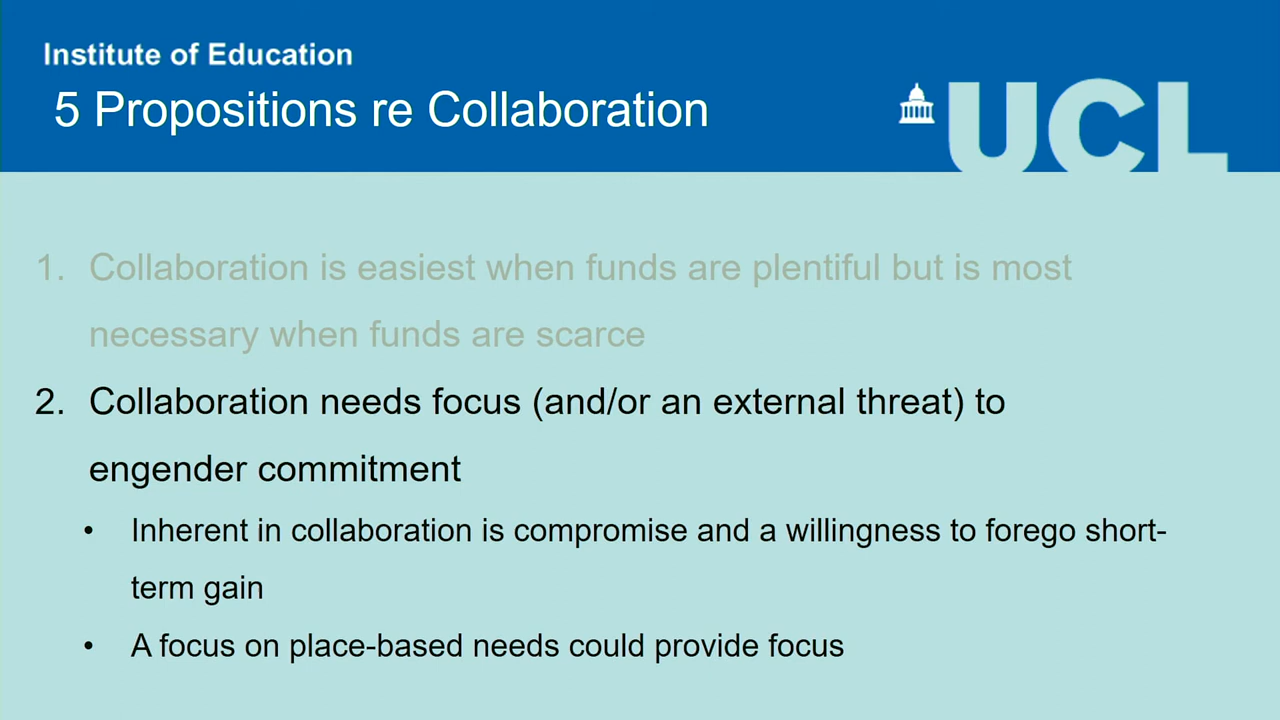 Institute of Education
5 Propositions re Collaboration
UCL
1. Collaboration is easiest when funds are plentiful but is most
necessary when funds are scarce
2. Collaboration needs focus (and/or an external threat) to
engender commitment
• Inherent in collaboration is compromise and a willingness to forego short-
term gain
• A focus on place-based needs could provide focus